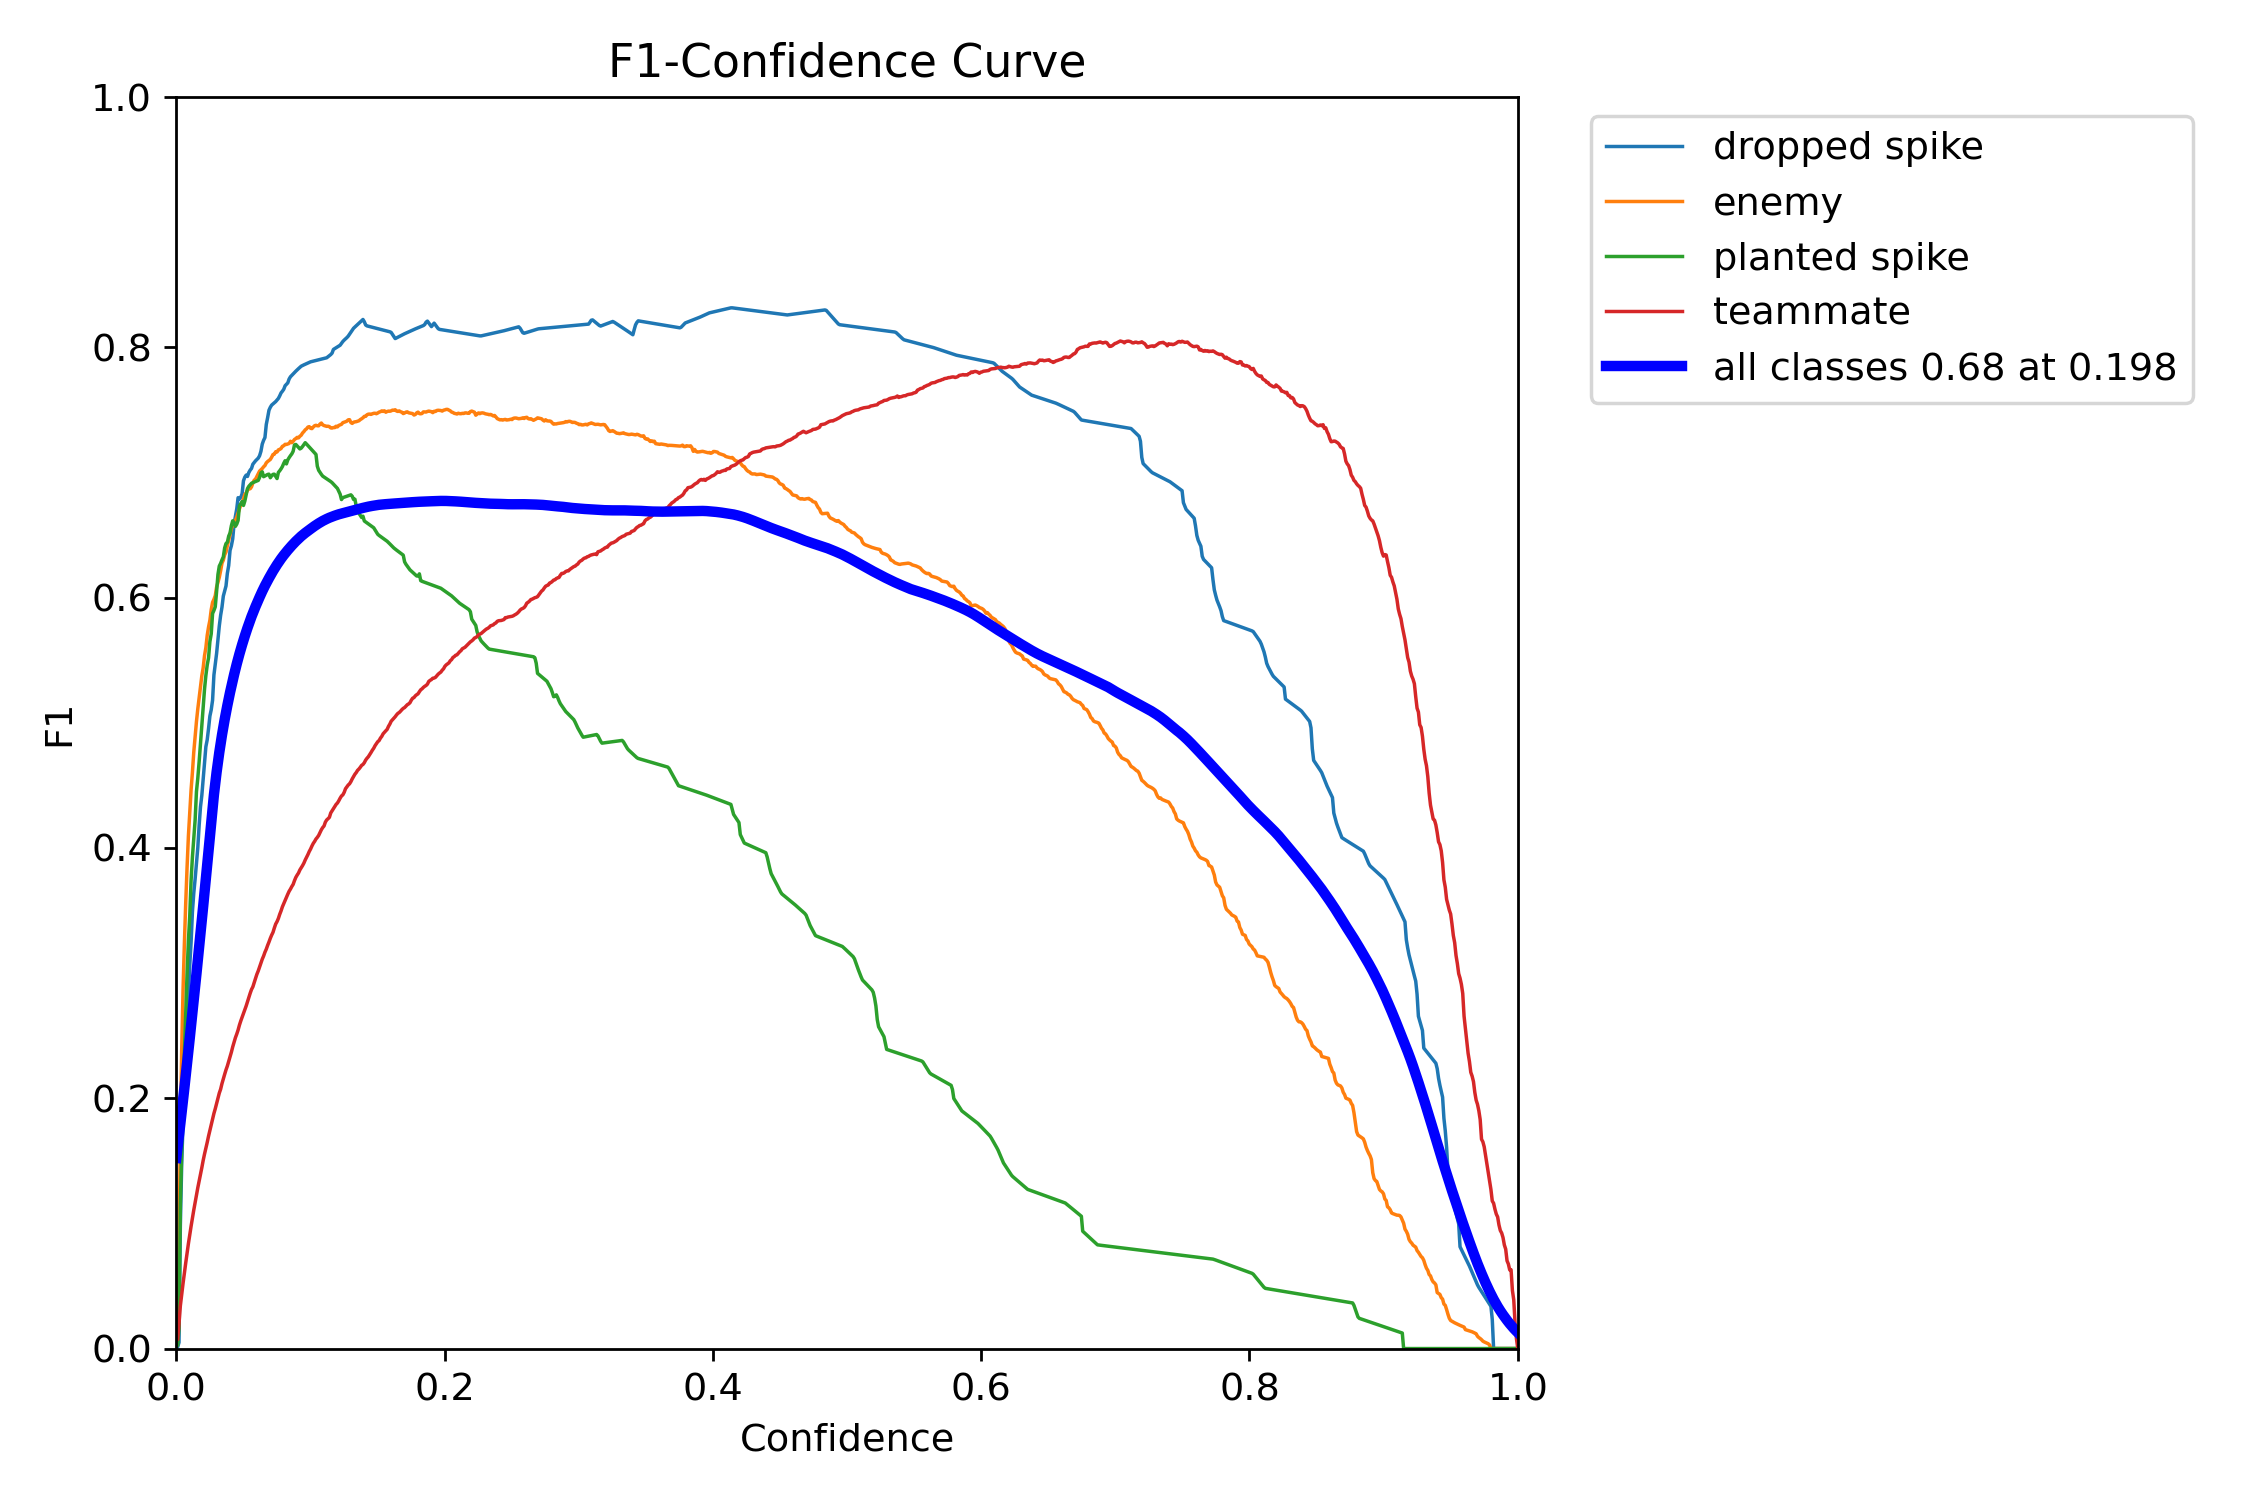 F1-Confidence Curve
1.0
0.8
0.6
0.4
0.2
0.0
F1
0.0 0.2 0.4 0.6 0.8 1.0
Confidence
dropped spike
enemy
planted spike
teammate
all classes 0.68 at 0.198